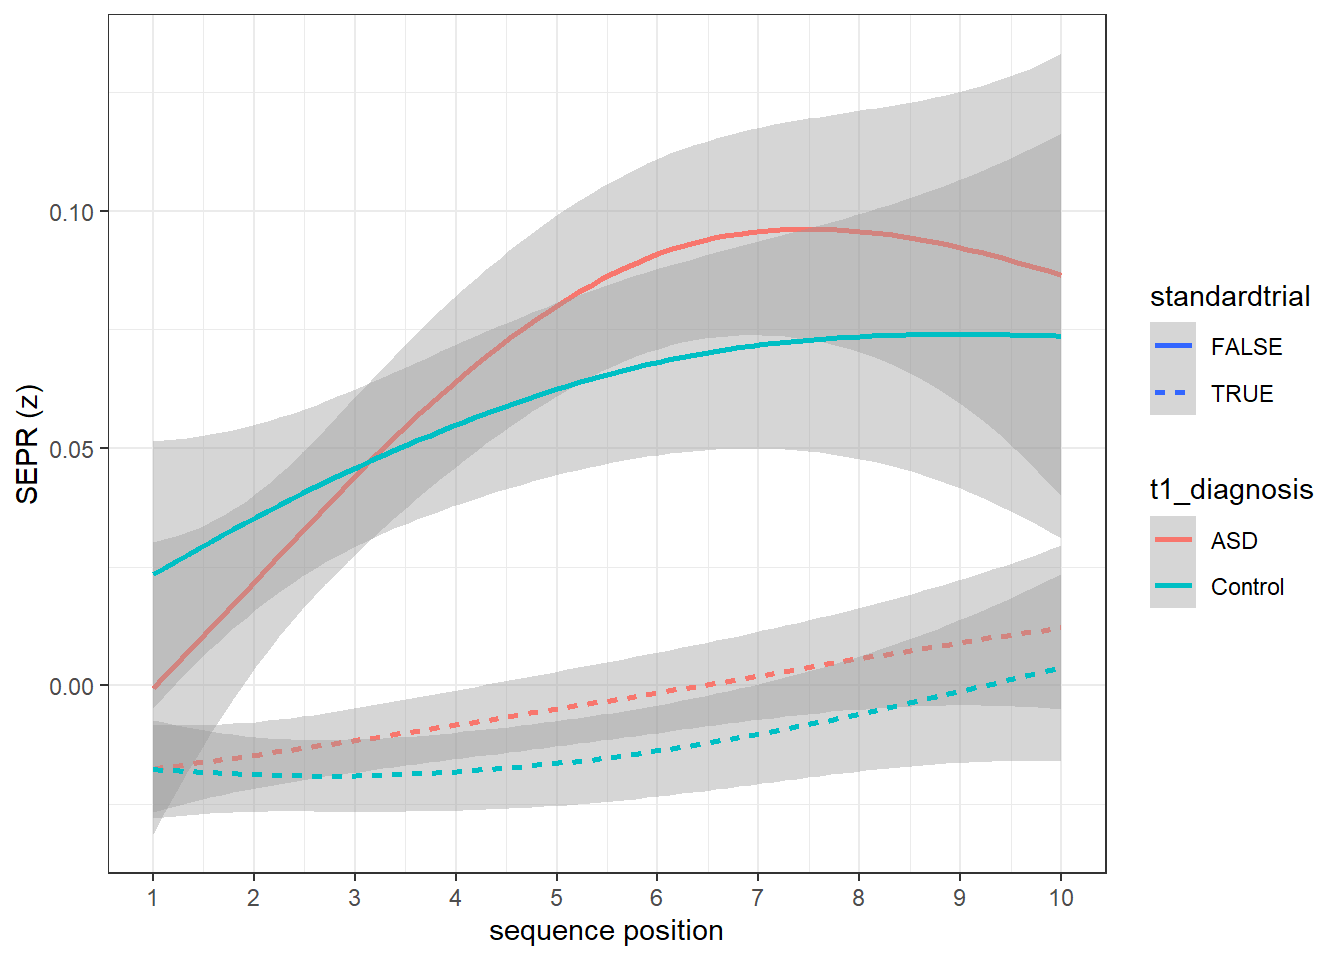 0.10
0.05
0.00
SEPR (z)
1 2 3 4 5 6 7 8 9 10
sequence position
standardtrial
FALSE
TRUE
t1_diagnosis
ASD
Control